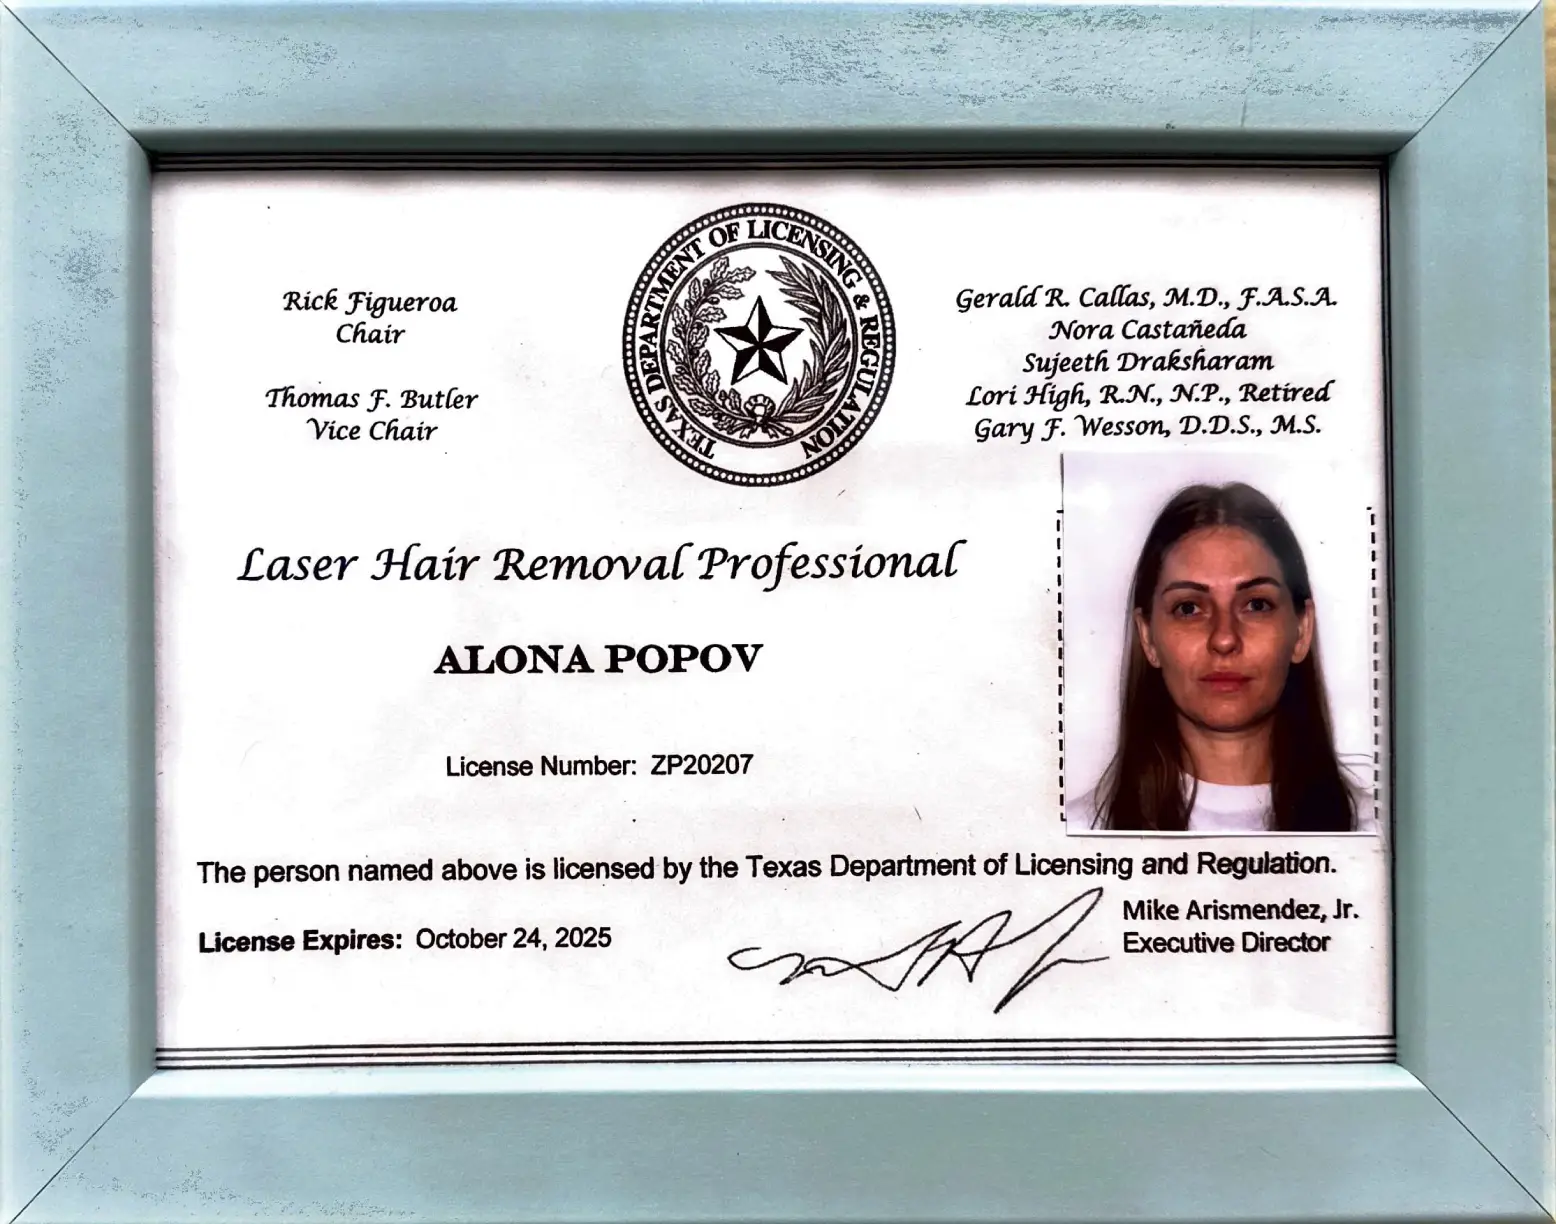 TEXAS DEPARTMENT OF LICENSING & REGULATION
Rick Figueroa
Chair
Thomas F. Butler
Vice Chair
Gerald R. Callas, M.D., F.A.S.A.
Nora Castañeda
Sujeeth Draksharam
Lori High, R.N., N.P., Retired
Gary F. Wesson, D.D.S., M.S.
Laser Hair Removal Professional
ALONA POPOV
License Number: ZP20207
The person named above is licensed by the Texas Department of Licensing and Regulation.
License Expires: October 24, 2025
Mike Arismendez, Jr.
Executive Director